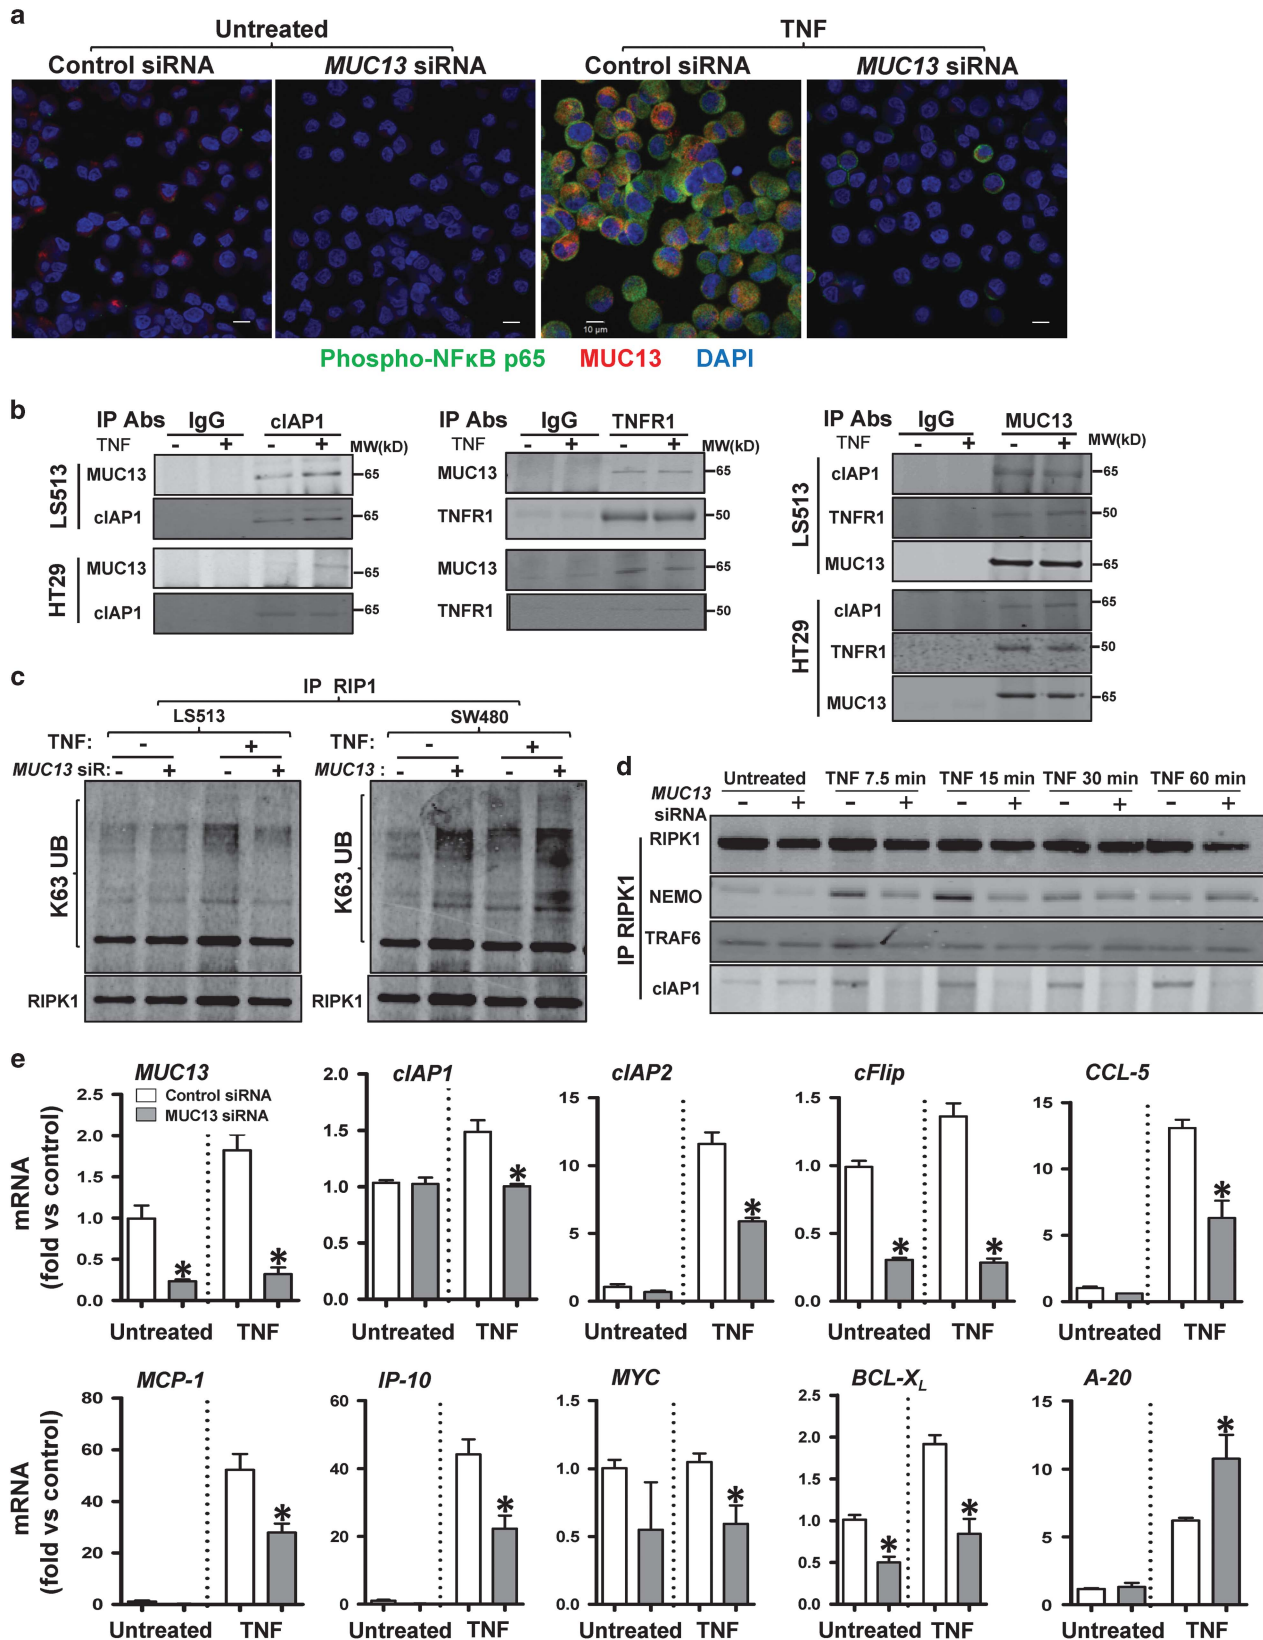 a
Untreated
TNF
Control siRNA
MUC13 siRNA
Control siRNA
MUC13 siRNA
10 µm
Phospho-NFκB p65 MUC13 DAPI
b
IP Abs IgG cIAP1
TNF - + - + MW(kD)
LS513
MUC13 65
cIAP1 65
HT29
MUC13 65
cIAP1 65
IP Abs IgG TNFR1
TNF - + - + MW(kD)
MUC13 65
TNFR1 50
MUC13 65
TNFR1 50
IP Abs IgG MUC13
TNF - + - + MW(kD)
LS513
cIAP1 65
TNFR1 50
MUC13 65
HT29
cIAP1 65
TNFR1 50
MUC13 65
c
IP RIP1
LS513
SW480
TNF: - +
MUC13 siR: - + - +
K63 UB
RIPK1
TNF: - +
MUC13 : - + - +
K63 UB
RIPK1
d
Untreated TNF 7.5 min TNF 15 min TNF 30 min TNF 60 min
MUC13
siRNA
- + - + - + - + - +
IP RIPK1
RIPK1
NEMO
TRAF6
cIAP1
e
mRNA
(fold vs control)
MUC13
Control siRNA
MUC13 siRNA
2.5
2.0
1.5
1.0
0.5
0.0
* *
Untreated TNF
cIAP1
2.0
1.5
1.0
0.5
0.0
*
Untreated TNF
cIAP2
15
10
5
0
*
Untreated TNF
cFlip
1.5
1.0
0.5
0.0
* *
Untreated TNF
CCL-5
15
10
5
0
*
Untreated TNF
mRNA
(fold vs control)
MCP-1
80
60
40
20
0
*
Untreated TNF
IP-10
60
40
20
0
*
Untreated TNF
MYC
1.5
1.0
0.5
0.0
*
Untreated TNF
BCL-XL
2.5
2.0
1.5
1.0
0.5
0.0
* *
Untreated TNF
A-20
15
10
5
0
*
Untreated TNF